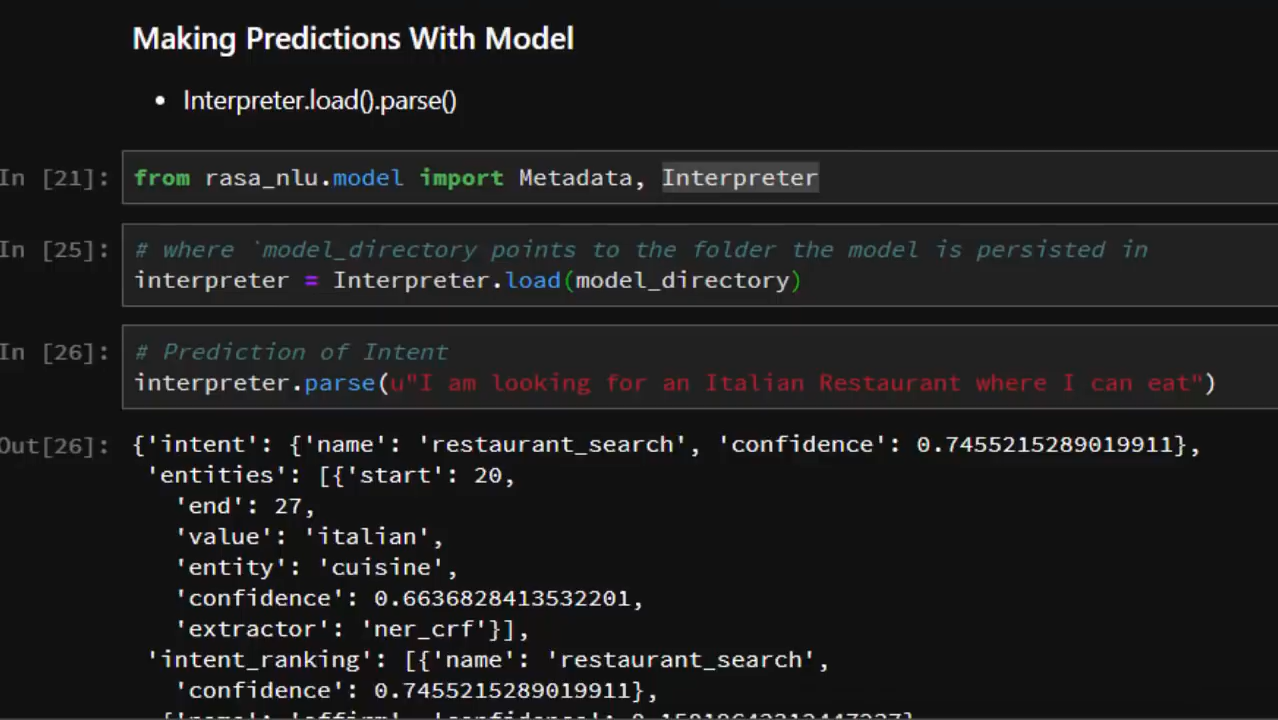 Making Predictions With Model
• Interpreter.load().parse()
In [21]: from rasa_nlu.model import Metadata, Interpreter
In [25]: # where `model_directory points to the folder the model is persisted in
interpreter = Interpreter.load(model_directory)
In [26]: # Prediction of Intent
interpreter.parse(u"I am looking for an Italian Restaurant where I can eat")
Out[26]: {'intent': {'name': 'restaurant_search', 'confidence': 0.7455215289019911},
'entities': [{'start': 20,
'end': 27,
'value': 'italian',
'entity': 'cuisine',
'confidence': 0.6636828413532201,
'extractor': 'ner_crf'}],
'intent_ranking': [{'name': 'restaurant_search',
'confidence': 0.7455215289019911},
{'name': 'affirm', 'confidence':